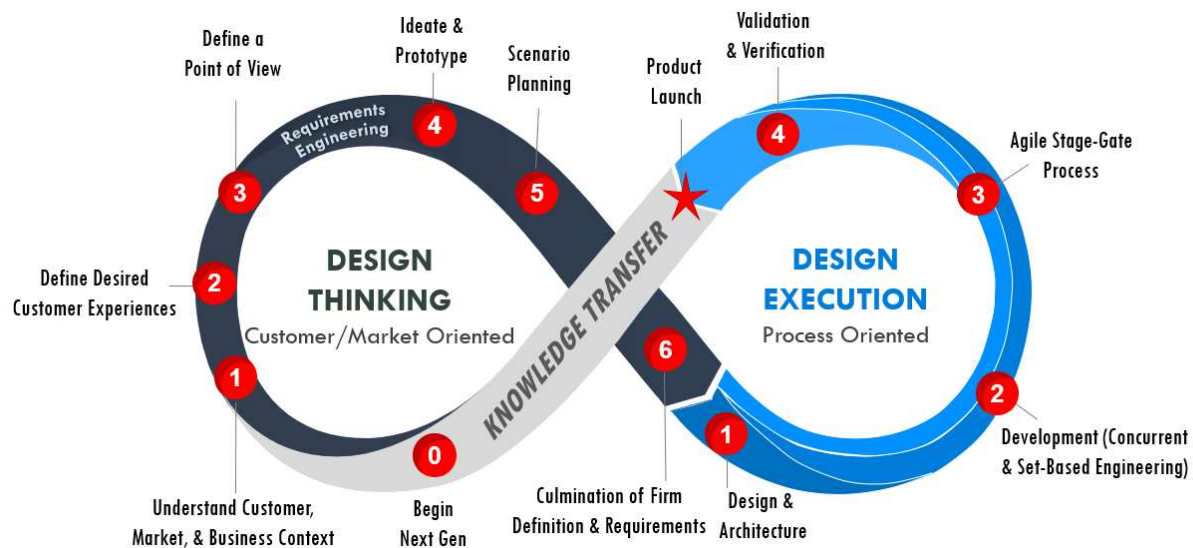 Define a
Point of View
Ideate &
Prototype
Scenario
Planning
Product
Launch
Validation
& Verification
Requirements
Engineering
4
4
Agile Stage-Gate
Process
3
5
3
Define Desired
Customer Experiences
2
DESIGN
THINKING
Customer/Market Oriented
KNOWLEDGE TRANSFER
DESIGN
EXECUTION
Process Oriented
1
6
2
0
1
Development (Concurrent
& Set-Based Engineering)
Understand Customer,
Market, & Business Context
Begin
Next Gen
Culmination of Firm
Definition & Requirements
Design &
Architecture